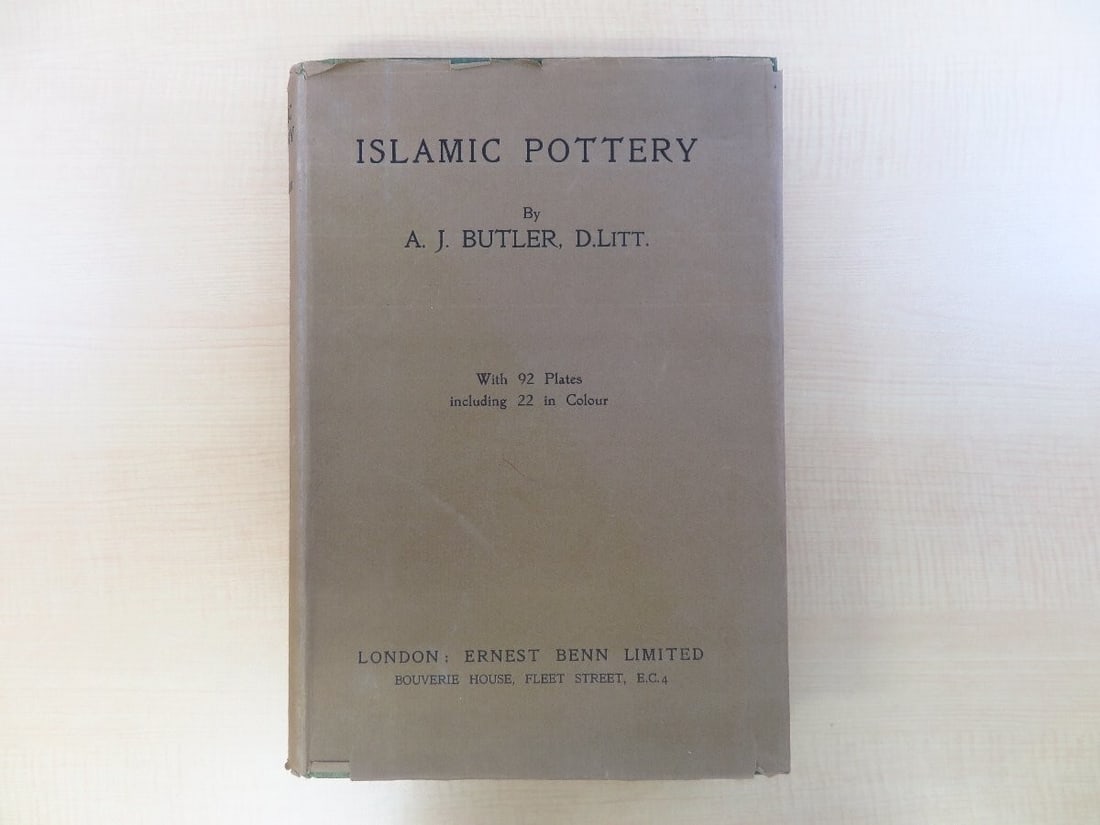 ISLAMIC POTTERY
By
A. J. BUTLER, D.LITT.
With 92 Plates
including 22 in Colour
LONDON: ERNEST BENN LIMITED
BOUVERIE HOUSE, FLEET STREET, E.C.4